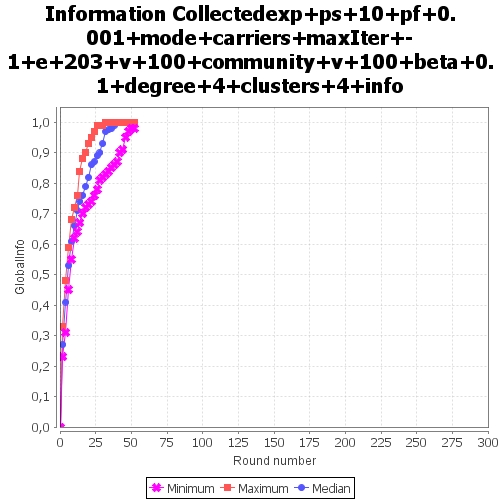 Information Collectedexp+ps+10+pf+0.
001+mode+carriers+maxIter+-
1+e+203+v+100+community+v+100+beta+0.
1+degree+4+clusters+4+info
GlobalInfo
1,0
0,9
0,8
0,7
0,6
0,5
0,4
0,3
0,2
0,1
0,0
0 25 50 75 100 125 150 175 200 225 250 275 300
Round number
Minimum Maximum Median